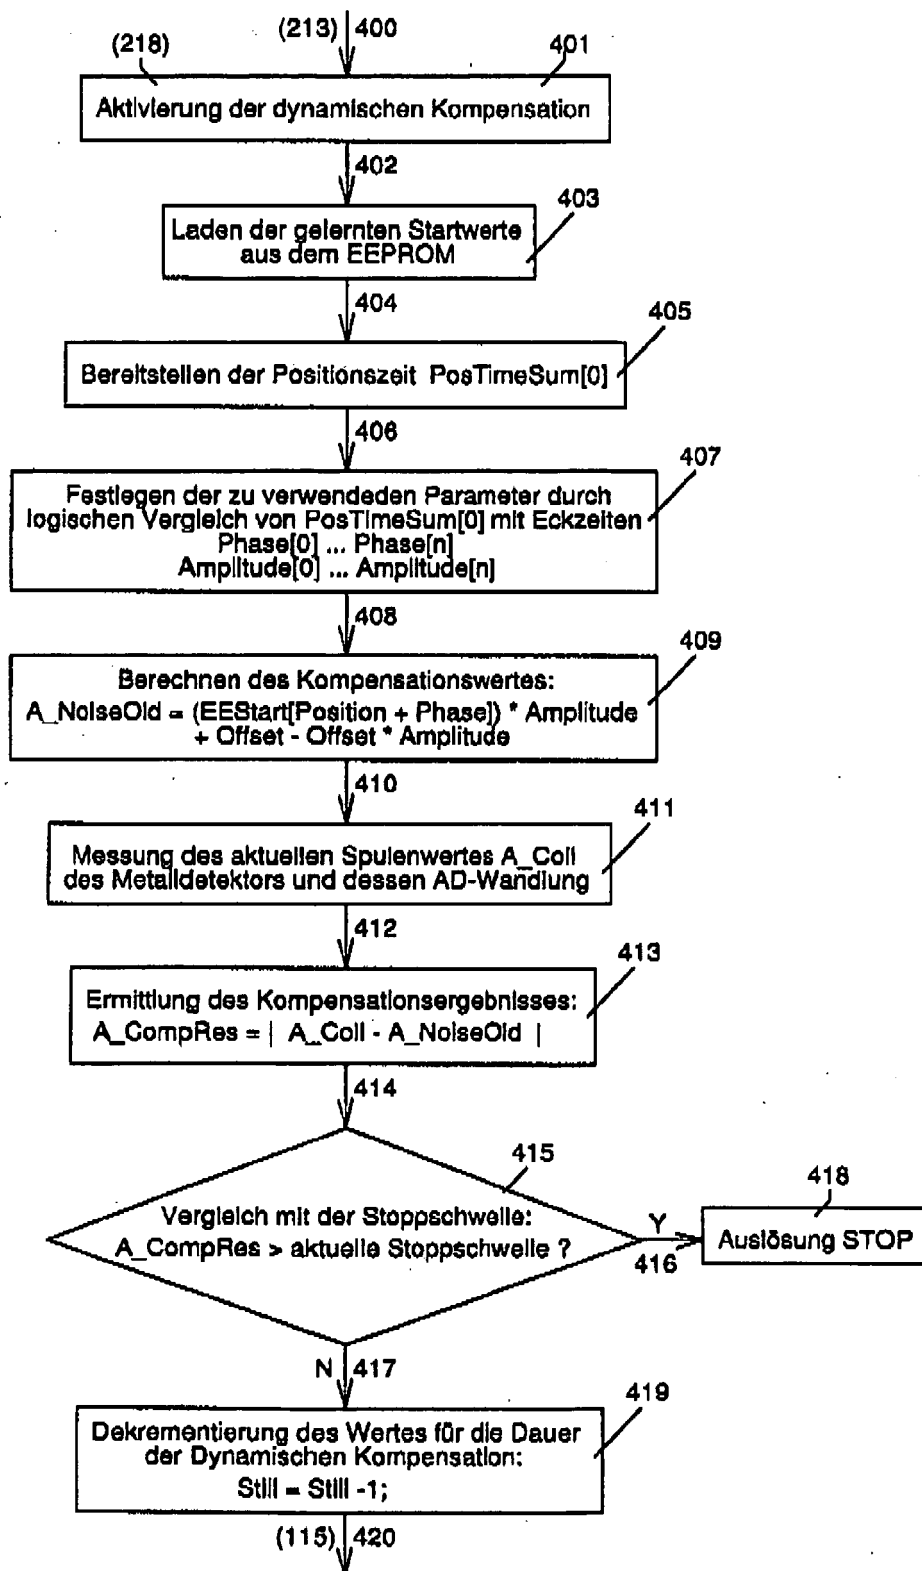 (213) 400
(218) 401
Aktivierung der dynamischen Kompensation
402
403
Laden der gelernten Startwerte
aus dem EEPROM
404
405
Bereitstellen der Positionszeit PosTimeSum[0]
406
407
Festlegen der zu verwendeden Parameter durch
logischen Vergleich von PosTimeSum[0] mit Eckzeiten
Phase[0] ... Phase[n]
Amplitude[0] ... Amplitude[n]
408
409
Berechnen des Kompensationswertes:
A_NoiseOld = (EEStart[Position + Phase]) * Amplitude
+ Offset - Offset * Amplitude
410
411
Messung des aktuellen Spulenwertes A_Coil
des Metalldetektors und dessen AD-Wandlung
412
413
Ermittlung des Kompensationsergebnisses:
A_CompRes = | A_Coil - A_NoiseOld |
414
415
Vergleich mit der Stoppschwelle:
A_CompRes > aktuelle Stoppschwelle ?
Y
416
418
Auslösung STOP
N 417
419
Dekrementierung des Wertes für die Dauer
der Dynamischen Kompensation:
Still = Still -1;
(115) 420